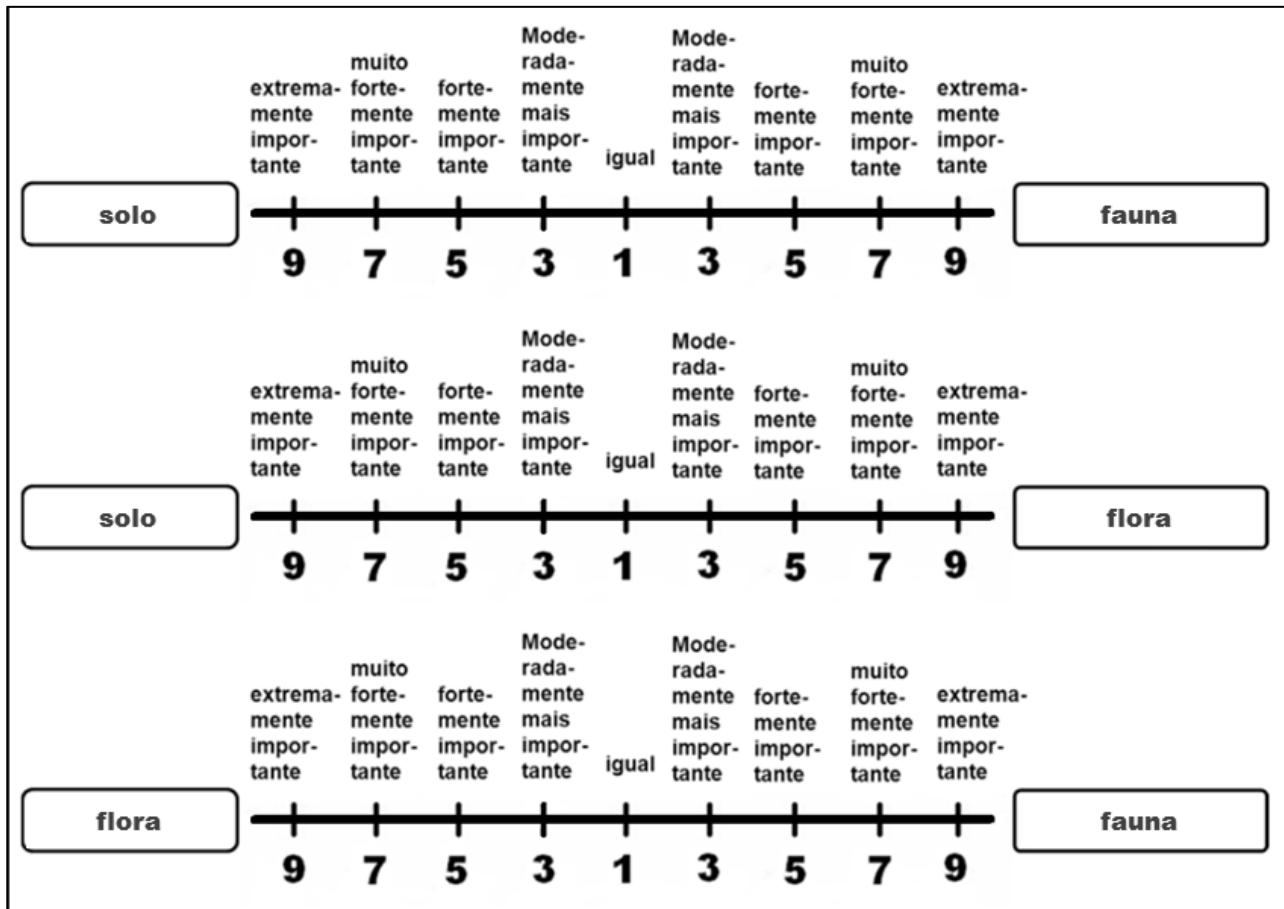 extrema-
mente
impor-
tante
muito
forte-
mente
impor-
tante
forte-
mente
impor-
tante
Mode-
rada-
mente
mais
impor-
tante
igual
Mode-
rada-
mente
mais
impor-
tante
forte-
mente
impor-
tante
muito
forte-
mente
impor-
tante
extrema-
mente
impor-
tante
solo
fauna
9 7 5 3 1 3 5 7 9
extrema-
mente
impor-
tante
muito
forte-
mente
impor-
tante
forte-
mente
impor-
tante
Mode-
rada-
mente
mais
impor-
tante
igual
Mode-
rada-
mente
mais
impor-
tante
forte-
mente
impor-
tante
muito
forte-
mente
impor-
tante
extrema-
mente
impor-
tante
solo
flora
9 7 5 3 1 3 5 7 9
extrema-
mente
impor-
tante
muito
forte-
mente
impor-
tante
forte-
mente
impor-
tante
Mode-
rada-
mente
mais
impor-
tante
igual
Mode-
rada-
mente
mais
impor-
tante
forte-
mente
impor-
tante
muito
forte-
mente
impor-
tante
extrema-
mente
impor-
tante
flora
fauna
9 7 5 3 1 3 5 7 9